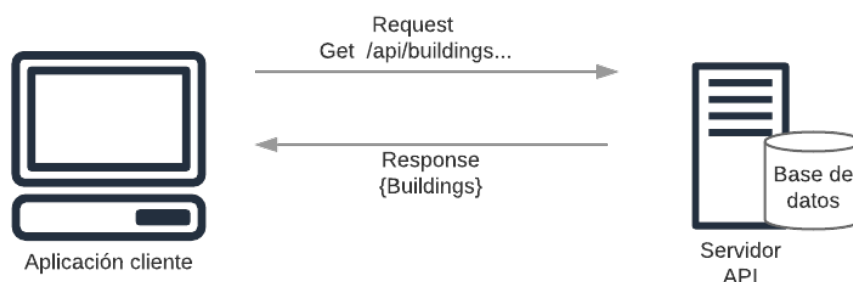 Request
Get /api/buildings...
Response
{Buildings}
Base de
datos
Aplicación cliente
Servidor
API